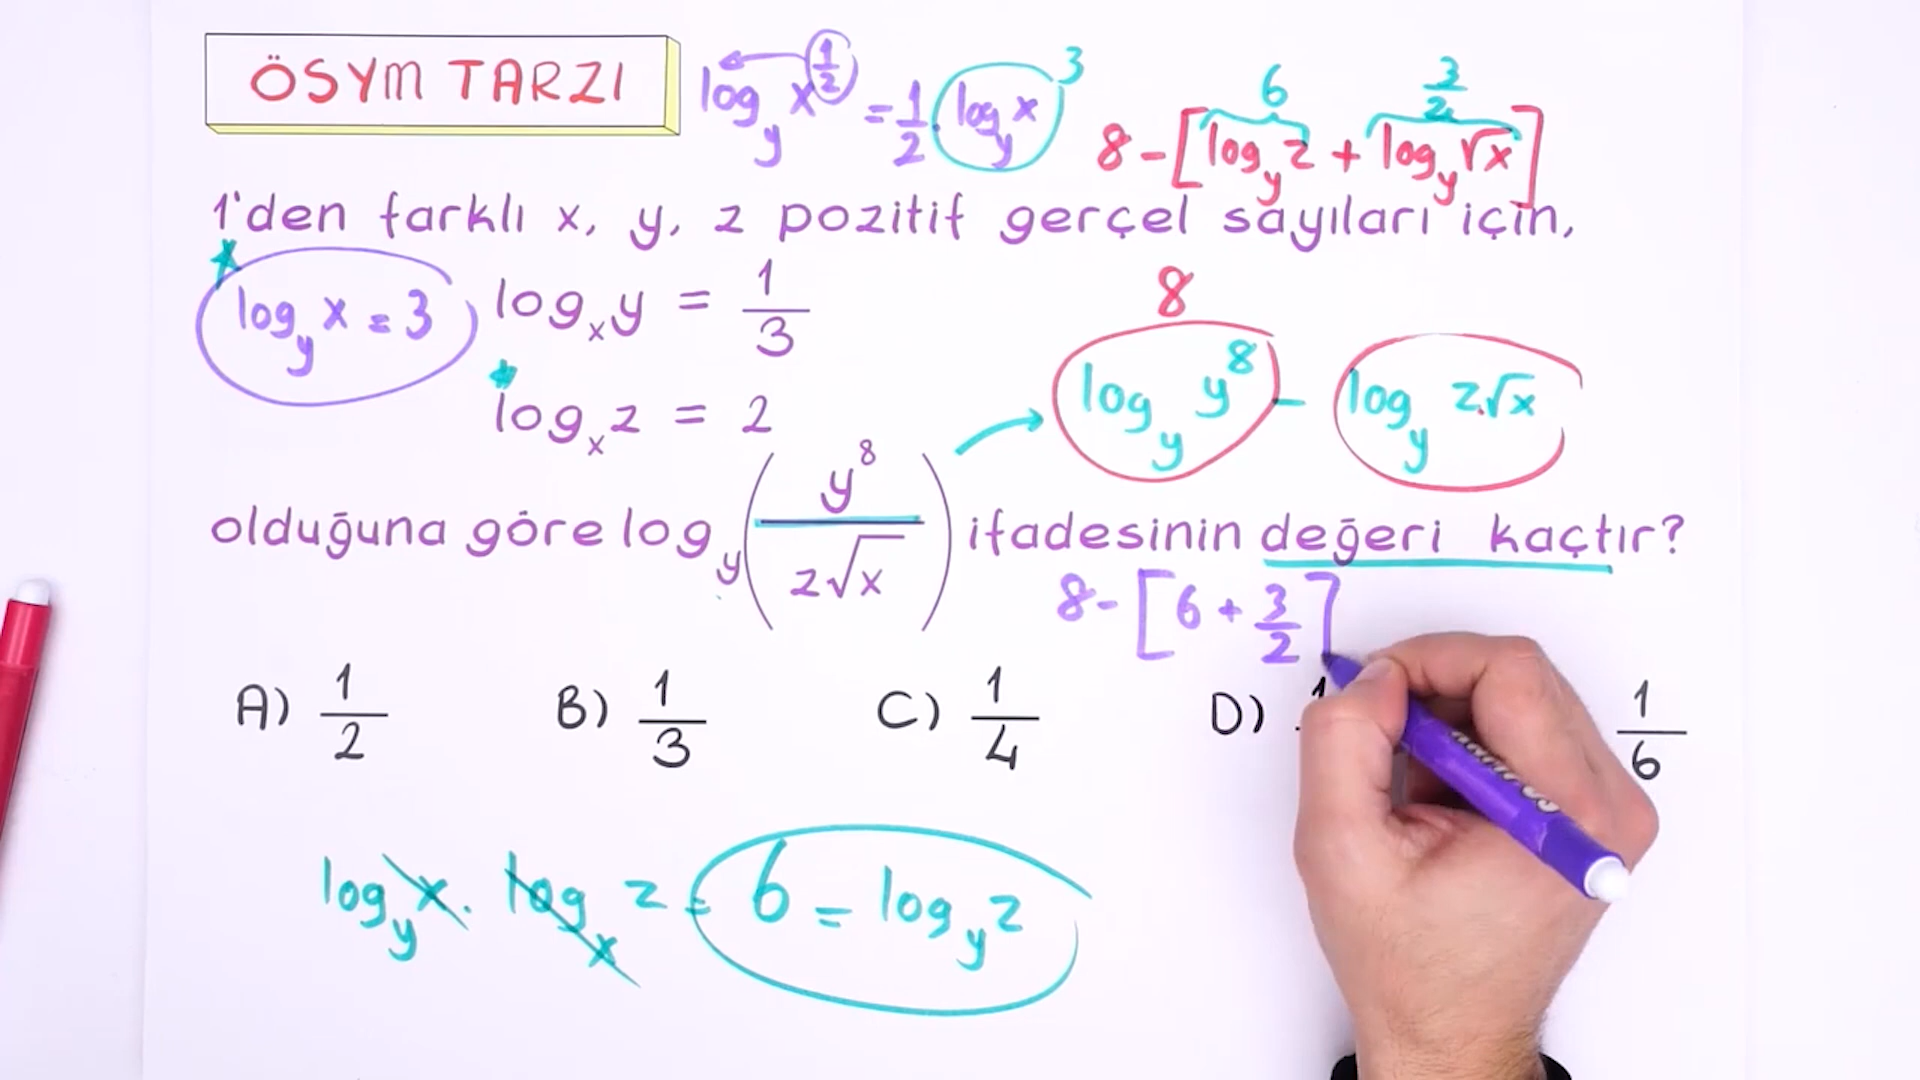 ÖSYM TARZI
log_y x^(1/2) = 1/2 . log_y x 3
6 3/2
8 - [log_y z + log_y √x]
1'den farklı x, y, z pozitif gerçel sayıları için,
log_y x = 3
log_x y = 1/3
log_x z = 2
8
log_y y^8 - log_y z.√x
olduğuna göre log_y (y^8 / z√x) ifadesinin değeri kaçtır?
8 - [6 + 3/2]
A) 1/2 B) 1/3 C) 1/4 D) 1 1/6
log_y x . log_x z = 6 = log_y z